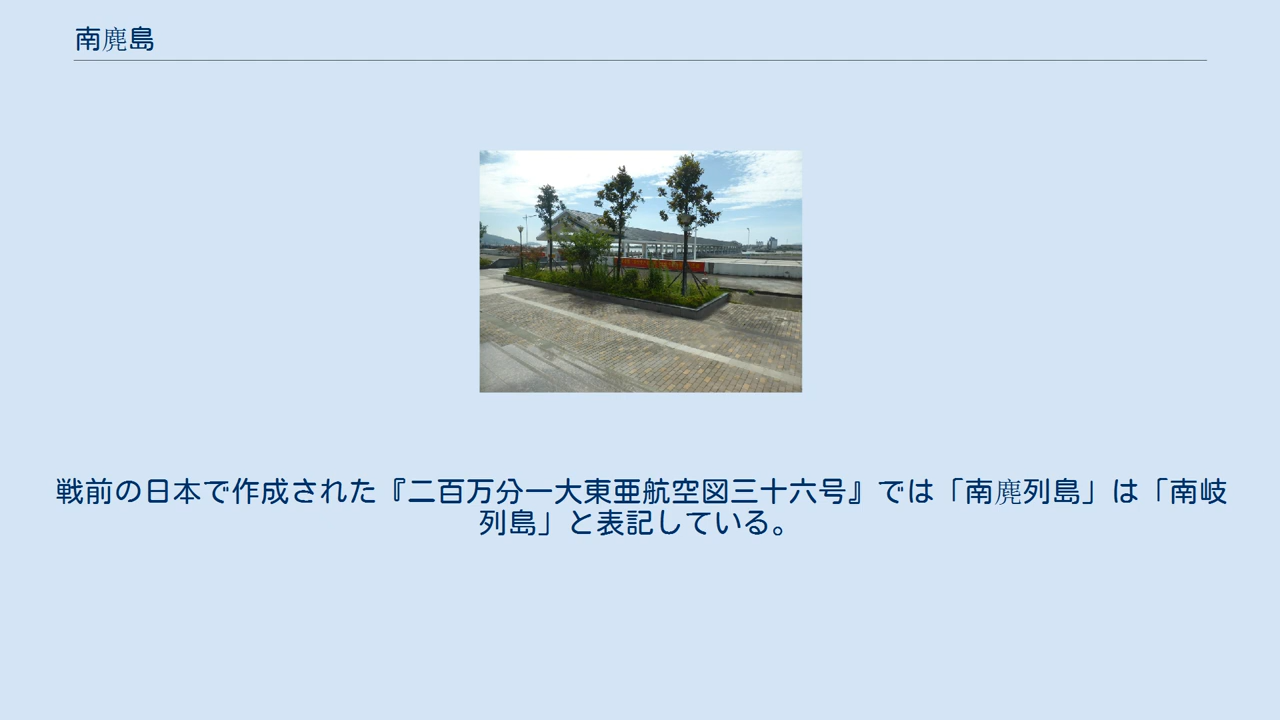 南麂島
戦前の日本で作成された『二百万分一大東亜航空図三十六号』では「南麂列島」は「南岐
列島」と表記している。